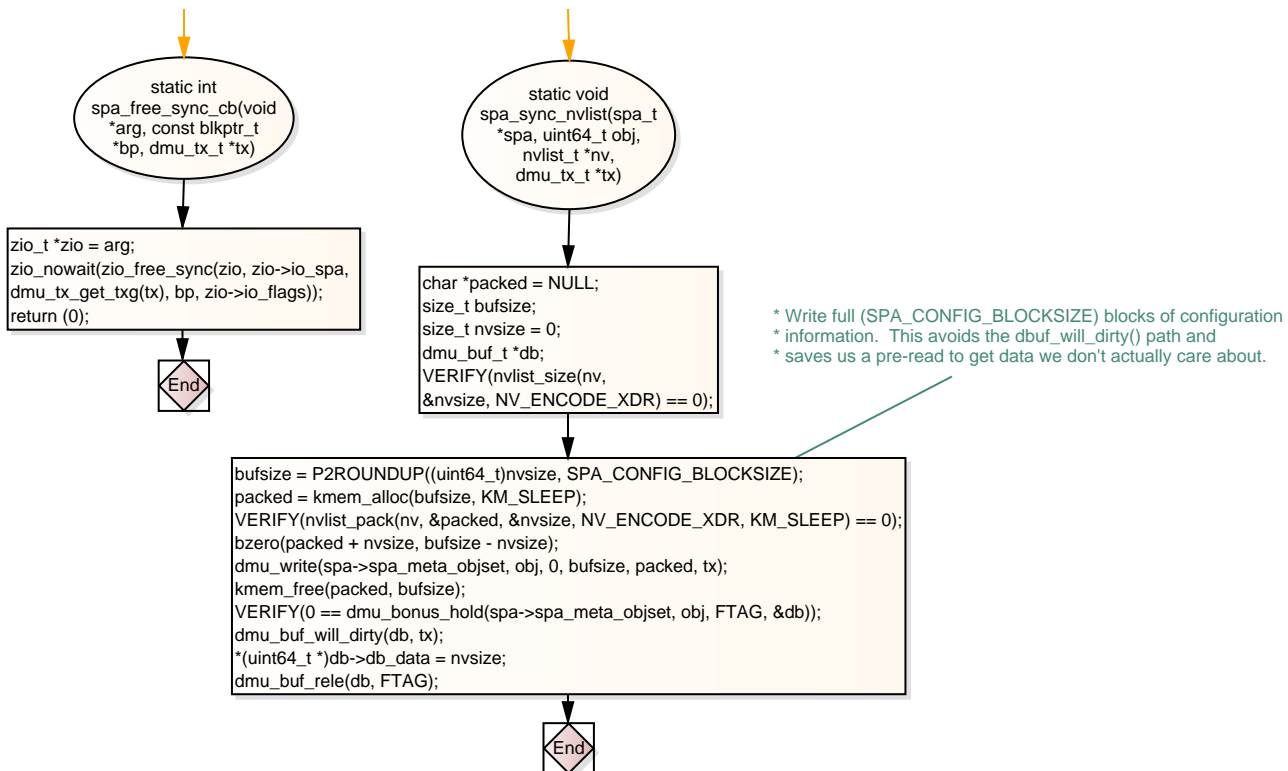 static int
spa_free_sync_cb(void
*arg, const blkptr_t
*bp, dmu_tx_t *tx)
zio_t *zio = arg;
zio_nowait(zio_free_sync(zio, zio->io_spa,
dmu_tx_get_txg(tx), bp, zio->io_flags));
return (0);
End
static void
spa_sync_nvlist(spa_t
*spa, uint64_t obj,
nvlist_t *nv,
dmu_tx_t *tx)
char *packed = NULL;
size_t bufsize;
size_t nvsize = 0;
dmu_buf_t *db;
VERIFY(nvlist_size(nv,
&nvsize, NV_ENCODE_XDR) == 0);
* Write full (SPA_CONFIG_BLOCKSIZE) blocks of configuration
* information.  This avoids the dbuf_will_dirty() path and
* saves us a pre-read to get data we don't actually care about.
bufsize = P2ROUNDUP((uint64_t)nvsize, SPA_CONFIG_BLOCKSIZE);
packed = kmem_alloc(bufsize, KM_SLEEP);
VERIFY(nvlist_pack(nv, &packed, &nvsize, NV_ENCODE_XDR, KM_SLEEP) == 0);
bzero(packed + nvsize, bufsize - nvsize);
dmu_write(spa->spa_meta_objset, obj, 0, bufsize, packed, tx);
kmem_free(packed, bufsize);
VERIFY(0 == dmu_bonus_hold(spa->spa_meta_objset, obj, FTAG, &db));
dmu_buf_will_dirty(db, tx);
*(uint64_t *)db->db_data = nvsize;
dmu_buf_rele(db, FTAG);
End